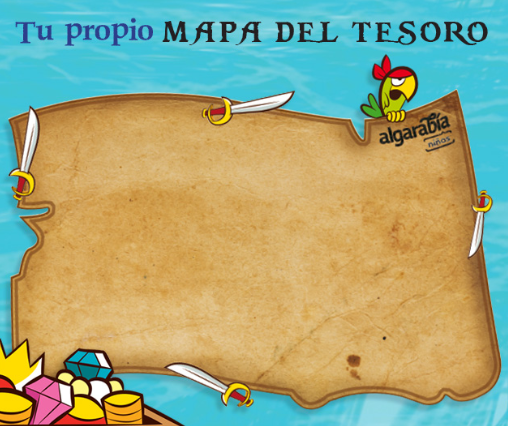 Tu propio MAPA DEL TESORO
algarabía
niños